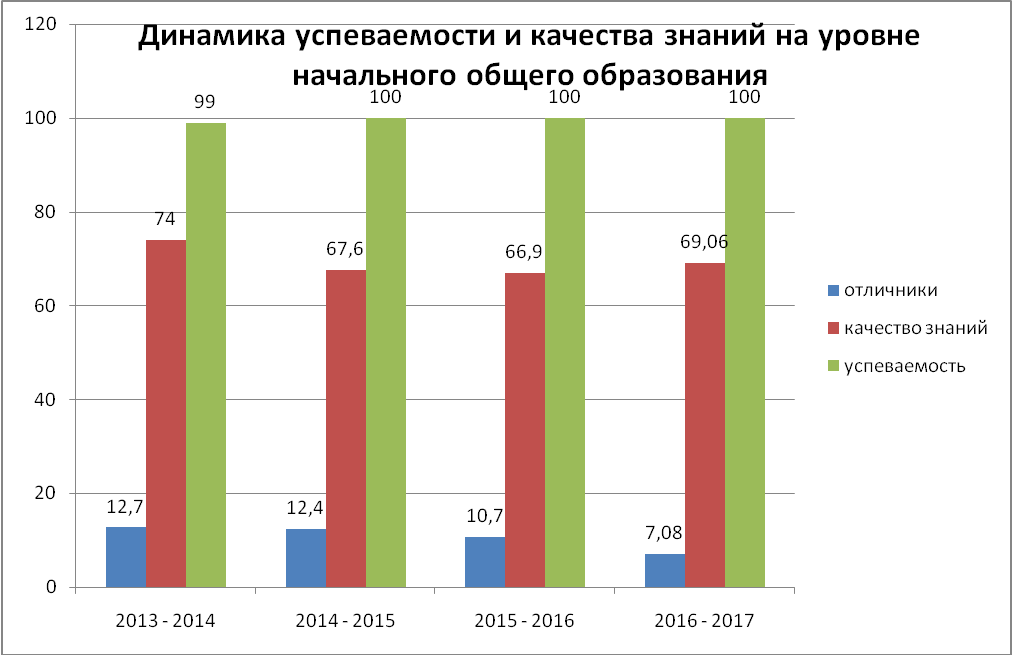 Динамика успеваемости и качества знаний на уровне
начального общего образования
120
100
80
60
40
20
0
12,7
74
99
12,4
67,6
100
10,7
66,9
100
7,08
69,06
100
2013 - 2014
2014 - 2015
2015 - 2016
2016 - 2017
отличники
качество знаний
успеваемость